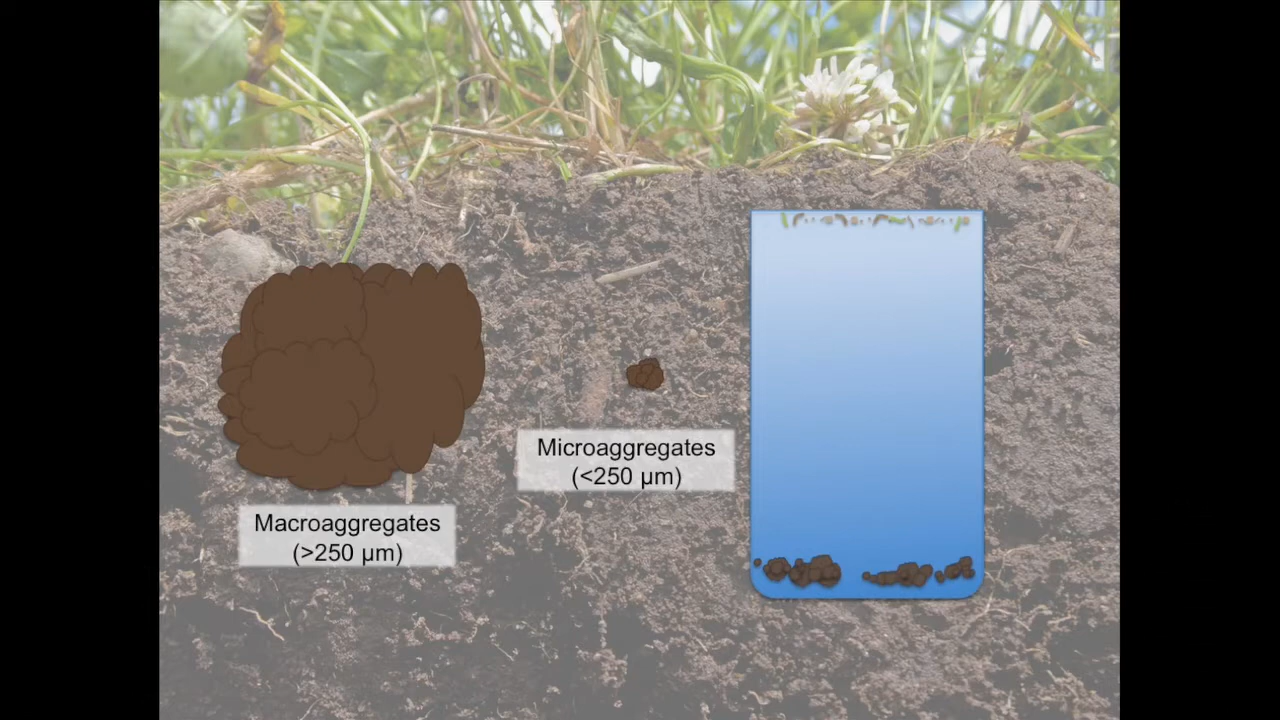 Macroaggregates
(>250 μm)
Microaggregates
(<250 μm)